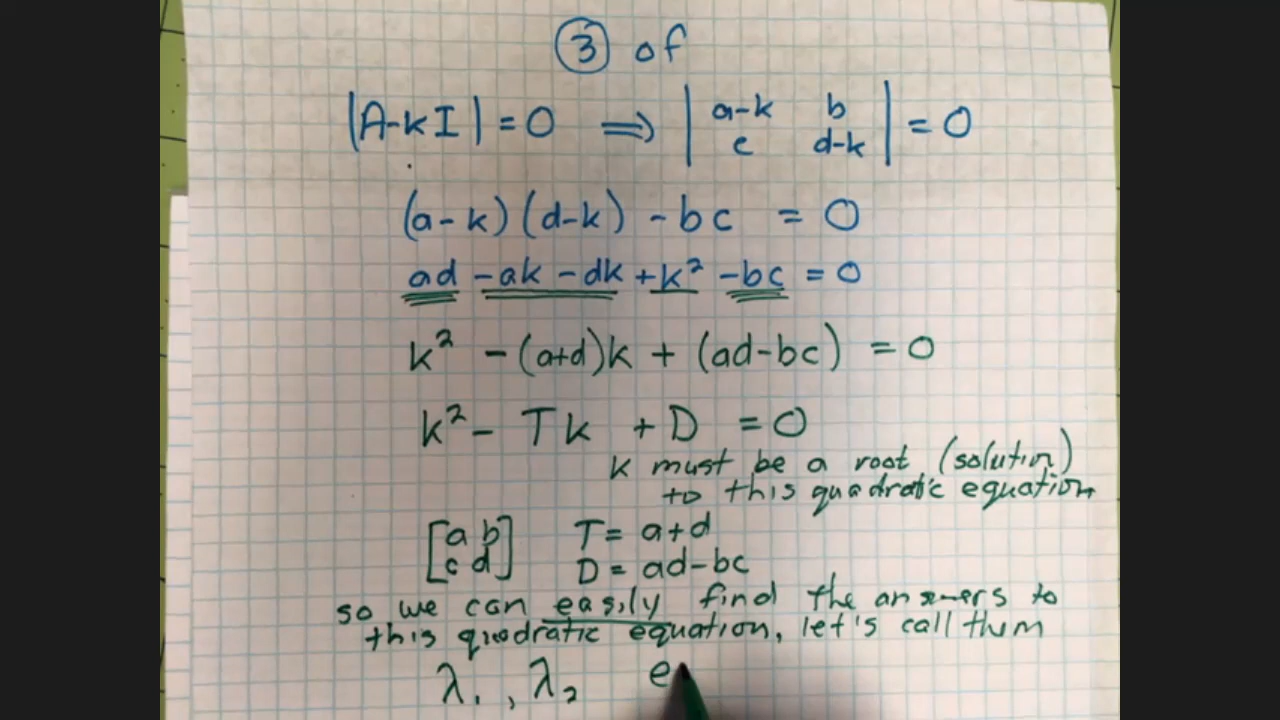 ③ of
|A-kI| = 0 ⟹ | a-k b |
| c d-k | = 0
(a-k)(d-k) - bc = 0
ad - ak - dk + k² - bc = 0
k² - (a+d)k + (ad-bc) = 0
k² - Tk + D = 0
k must be a root (solution)
to this quadratic equation
[a b] T = a+d
[c d] D = ad-bc
so we can easily find the answers to
this quadratic equation, let's call them
λ₁, λ₂ e